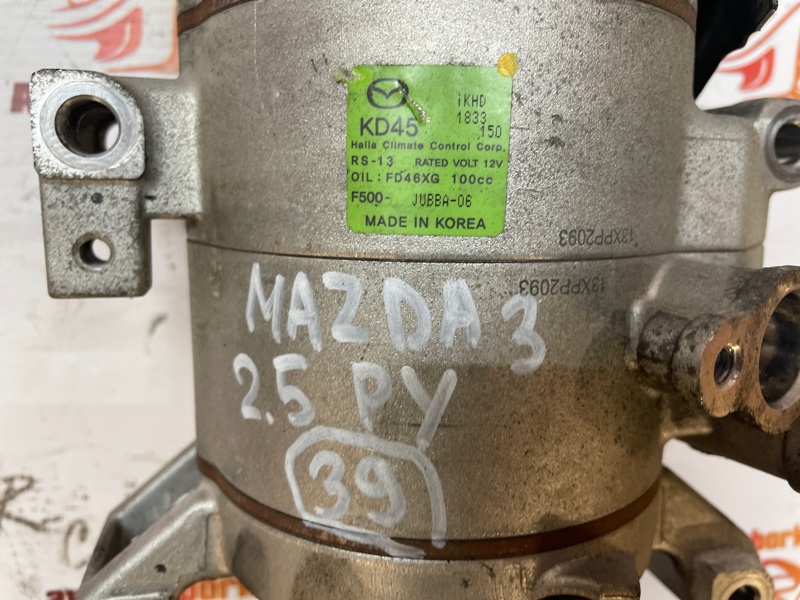 iKHD
1833
KD45 150
Halla Climate Control Corp.
RS-13 RATED VOLT 12V
OIL: FD46XG 100cc
F500- JUBBA-06
MADE IN KOREA
13XPP2093
13XPP2093
MAZDA 3
2.5 PY
39